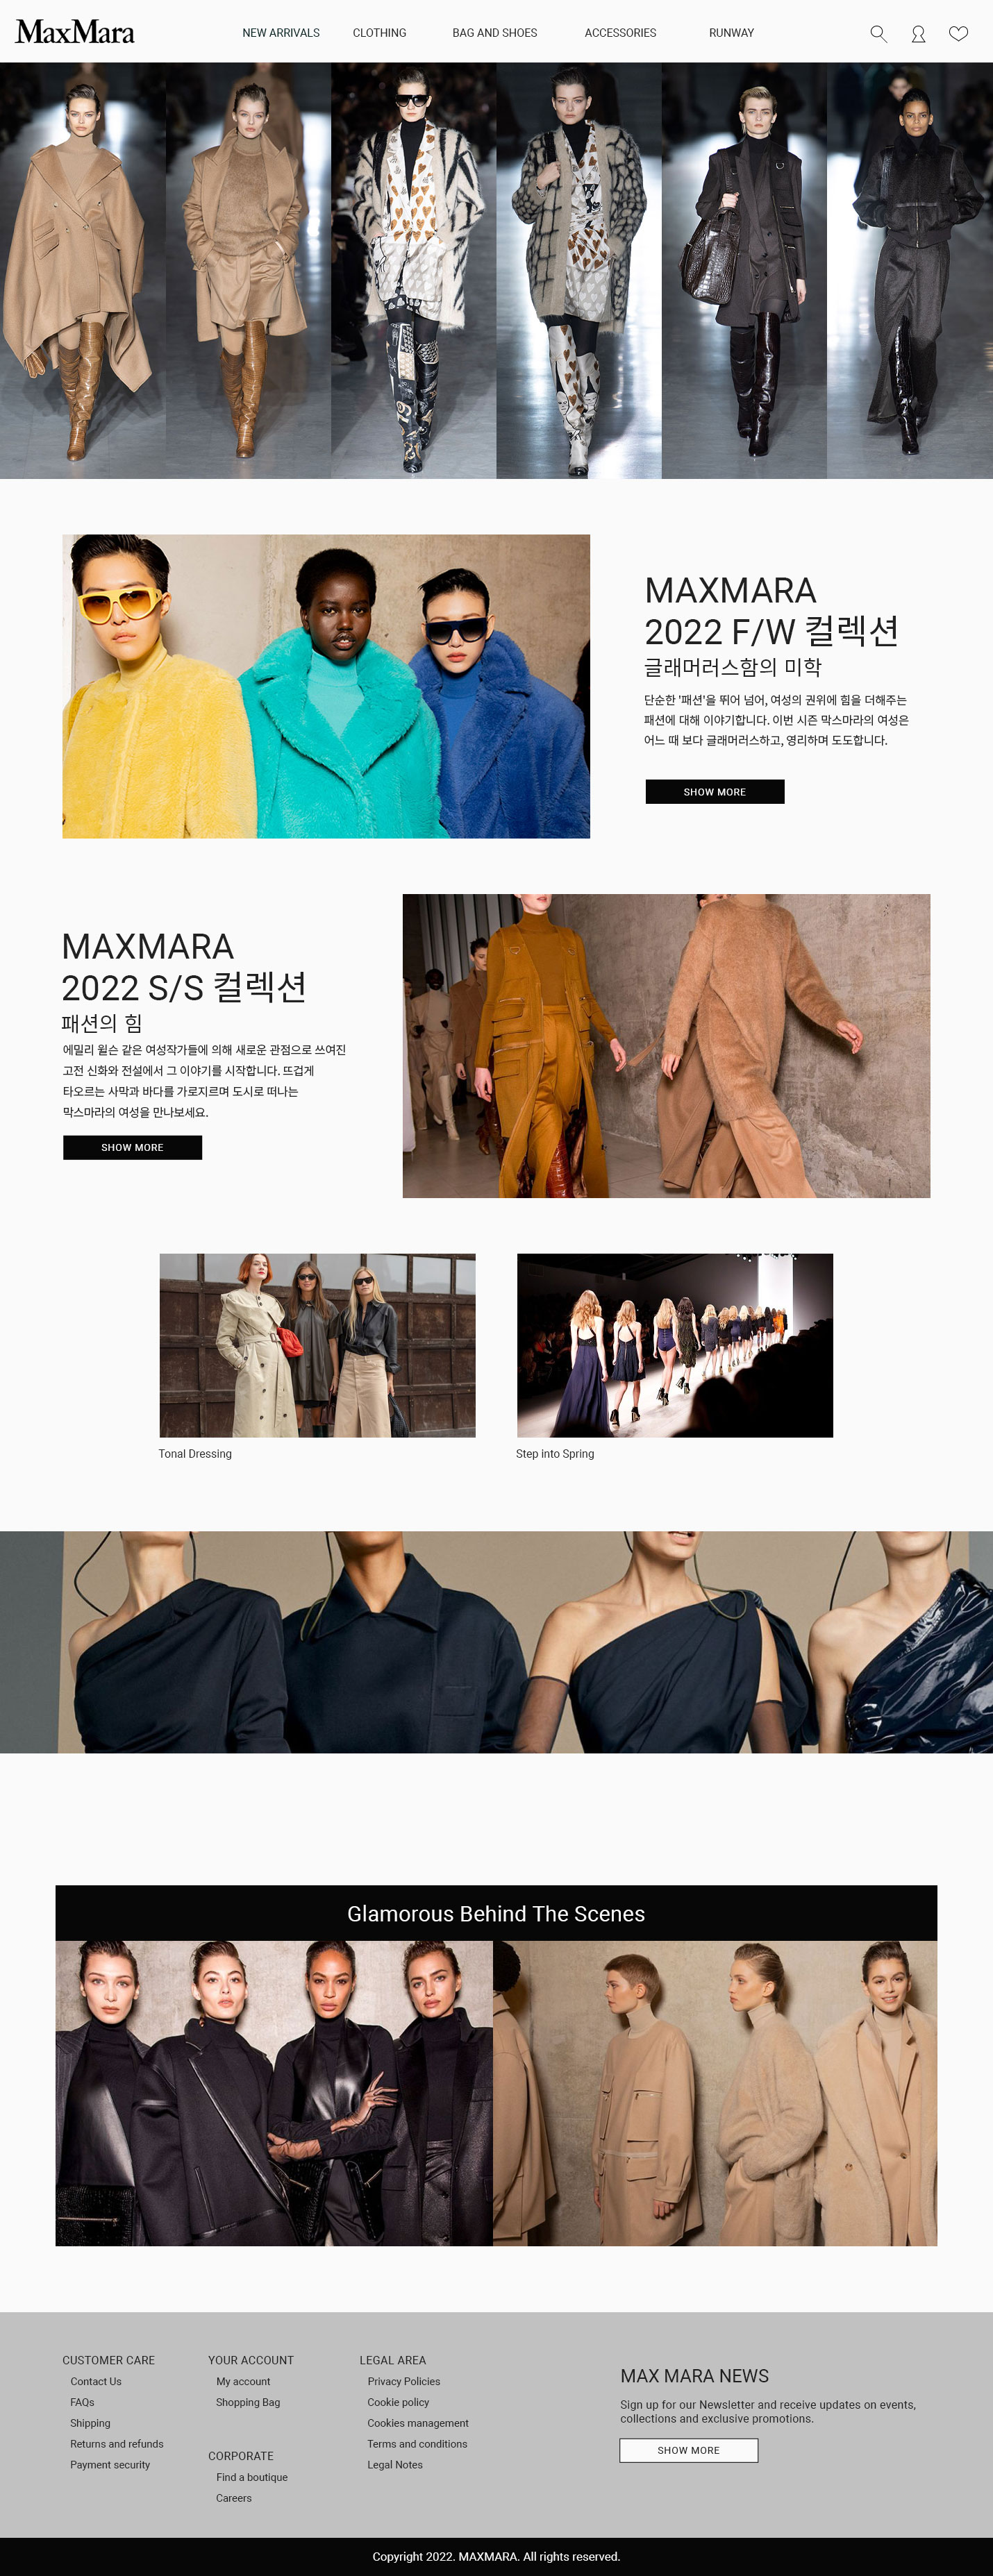 MaxMara
NEW ARRIVALS
CLOTHING
BAG AND SHOES
ACCESSORIES
RUNWAY
MAXMARA
2022 F/W 컬렉션
글래머러스함의 미학
단순한 '패션'을 뛰어 넘어, 여성의 권위에 힘을 더해주는
패션에 대해 이야기합니다. 이번 시즌 막스마라의 여성은
어느 때 보다 글래머러스하고, 영리하며 도도합니다.
SHOW MORE
MAXMARA
2022 S/S 컬렉션
패션의 힘
에밀리 윌슨 같은 여성작가들에 의해 새로운 관점으로 쓰여진
고전 신화와 전설에서 그 이야기를 시작합니다. 뜨겁게
타오르는 사막과 바다를 가로지르며 도시로 떠나는
막스마라의 여성을 만나보세요.
SHOW MORE
Tonal Dressing
Step into Spring
Glamorous Behind The Scenes
CUSTOMER CARE
Contact Us
FAQs
Shipping
Returns and refunds
Payment security
YOUR ACCOUNT
My account
Shopping Bag
CORPORATE
Find a boutique
Careers
LEGAL AREA
Privacy Policies
Cookie policy
Cookies management
Terms and conditions
Legal Notes
MAX MARA NEWS
Sign up for our Newsletter and receive updates on events,
collections and exclusive promotions.
SHOW MORE
Copyright 2022. MAXMARA. All rights reserved.